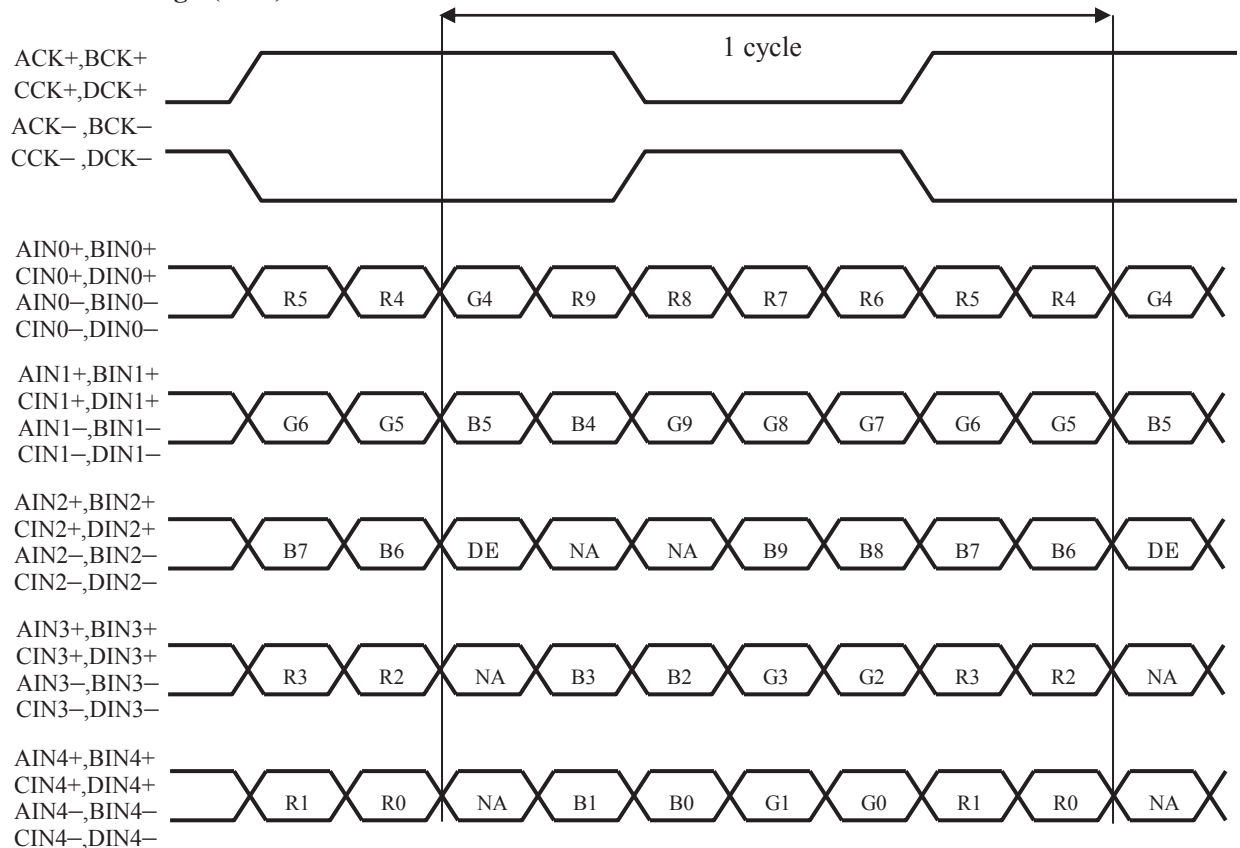 1 cycle
ACK+,BCK+
CCK+,DCK+
ACK− ,BCK−
CCK− ,DCK−
AIN0+,BIN0+
CIN0+,DIN0+
AIN0−,BIN0−
CIN0−,DIN0−
R5 R4 G4 R9 R8 R7 R6 R5 R4 G4
AIN1+,BIN1+
CIN1+,DIN1+
AIN1−,BIN1−
CIN1−,DIN1−
G6 G5 B5 B4 G9 G8 G7 G6 G5 B5
AIN2+,BIN2+
CIN2+,DIN2+
AIN2−,BIN2−
CIN2−,DIN2−
B7 B6 DE NA NA B9 B8 B7 B6 DE
AIN3+,BIN3+
CIN3+,DIN3+
AIN3−,BIN3−
CIN3−,DIN3−
R3 R2 NA B3 B2 G3 G2 R3 R2 NA
AIN4+,BIN4+
CIN4+,DIN4+
AIN4−,BIN4−
CIN4−,DIN4−
R1 R0 NA B1 B0 G1 G0 R1 R0 NA